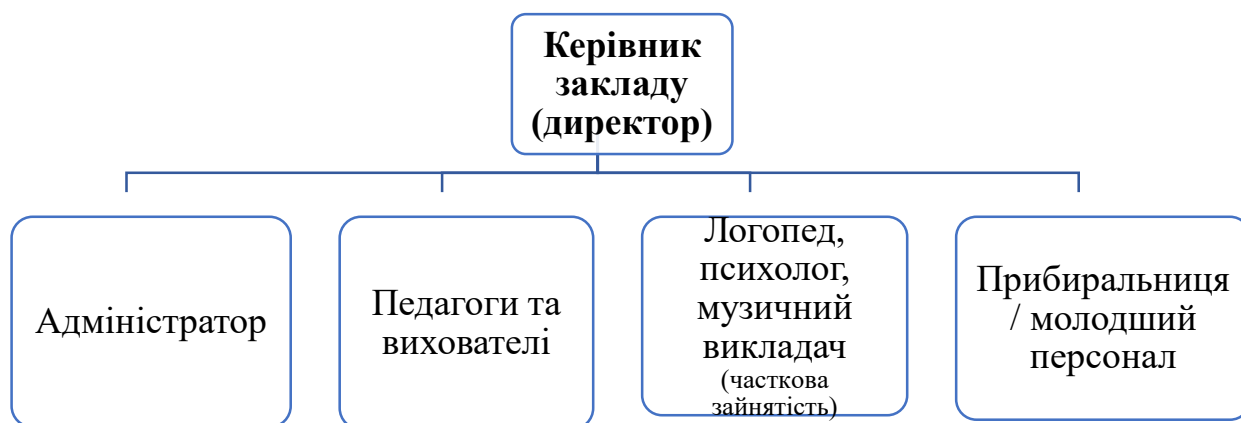 Керівник
закладу
(директор)
Адміністратор
Педагоги та
вихователі
Логопед,
психолог,
музичний
викладач
(часткова
зайнятість)
Прибиральниця
/ молодший
персонал